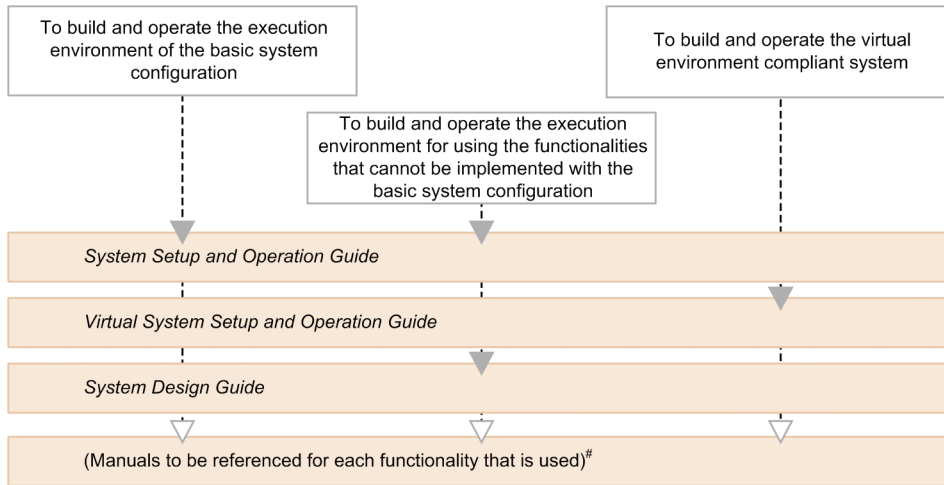 To build and operate the execution
environment of the basic system
configuration
To build and operate the virtual
environment compliant system
To build and operate the execution
environment for using the functionalities
that cannot be implemented with the
basic system configuration
System Setup and Operation Guide
Virtual System Setup and Operation Guide
System Design Guide
(Manuals to be referenced for each functionality that is used)#